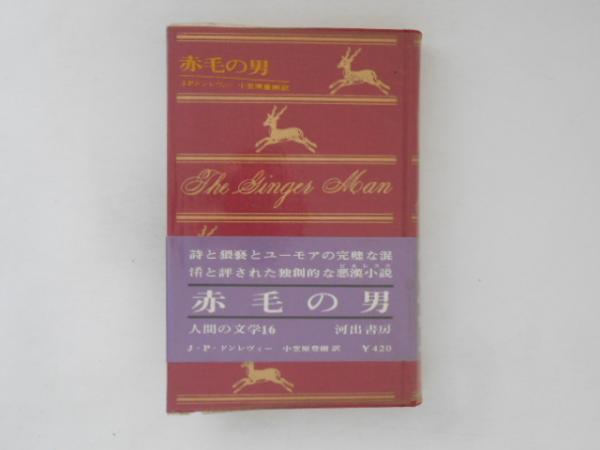 赤毛の男
J・P・ドンレヴィー 小笠原豊樹訳
The Ginger Man
詩と猥褻とユーモアの完璧な混
淆と評された独創的な悪漢小説
赤毛の男
人間の文学16 河出書房
J・P・ドンレヴィー 小笠原豊樹訳 ¥420